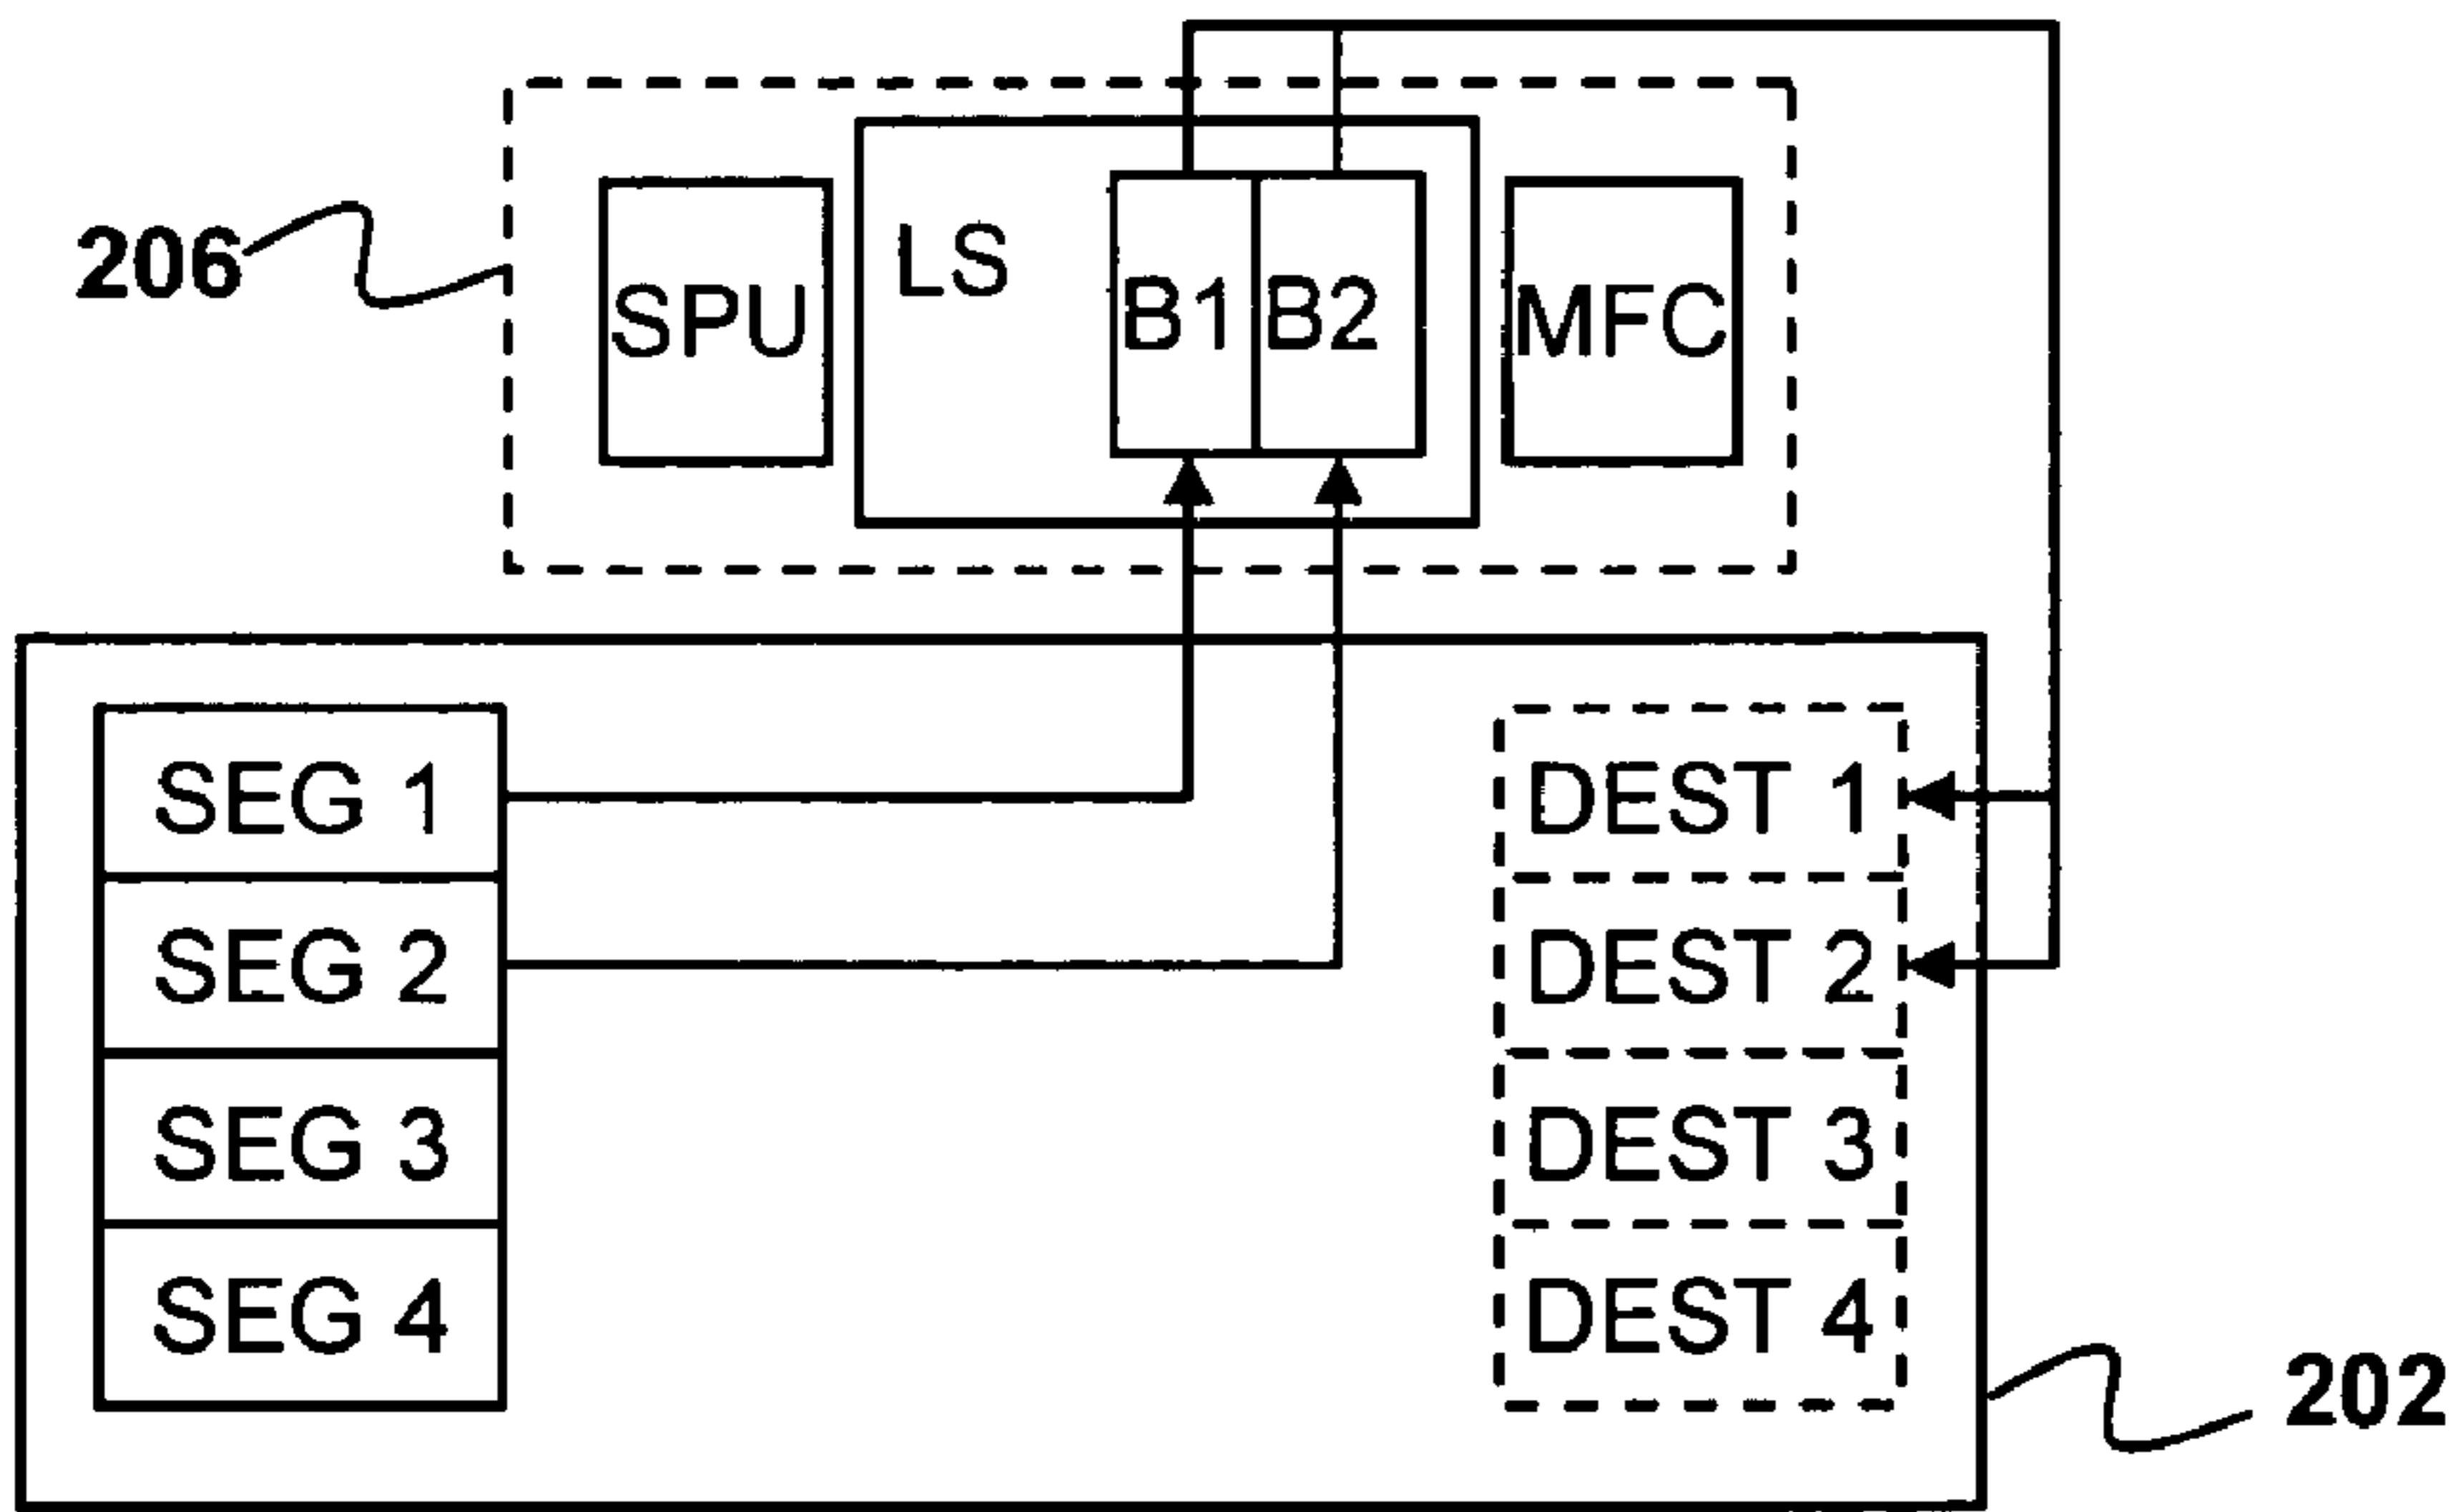 206
SPU
LS
B1
B2
MFC
SEG 1
SEG 2
SEG 3
SEG 4
DEST 1
DEST 2
DEST 3
DEST 4
202